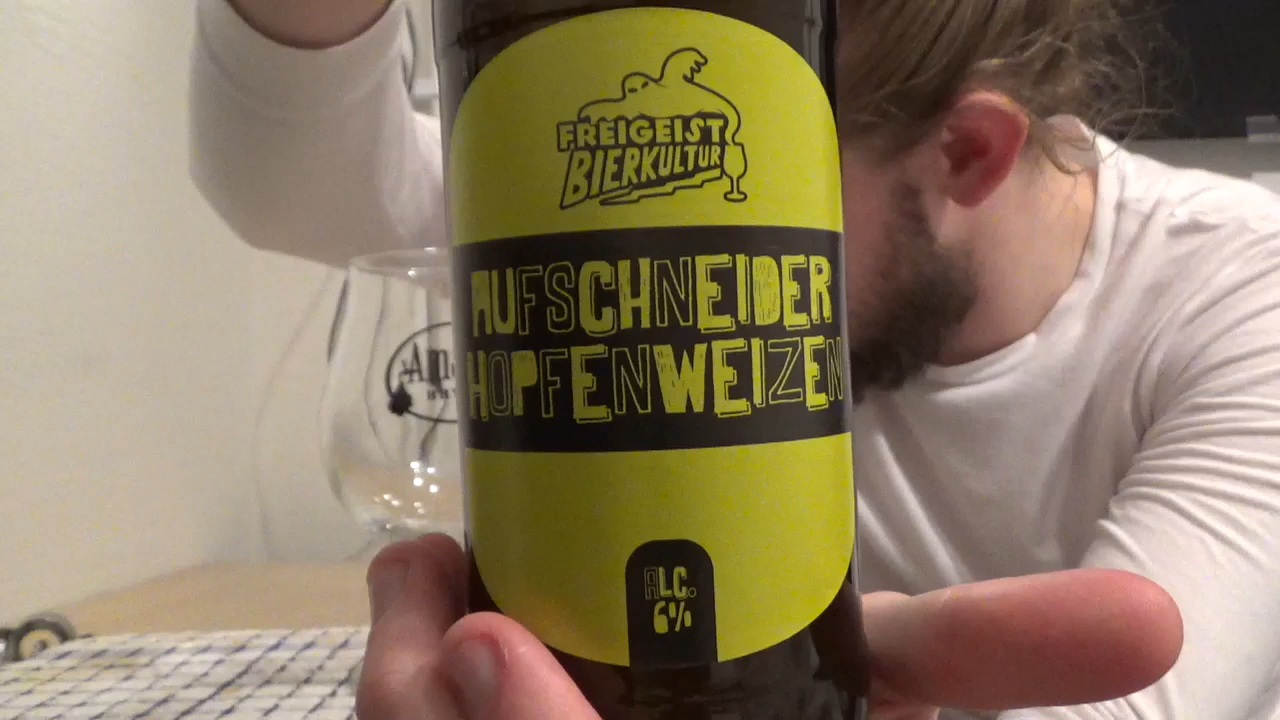 FREIGEIST
BIERKULTUR
AUFSCHNEIDER
HOPFENWEIZEN
ALC.
6%